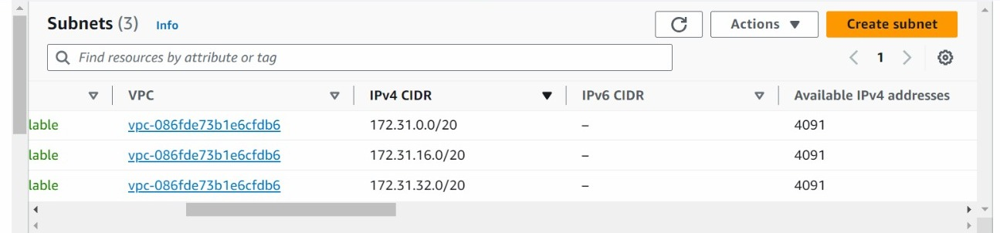 Subnets (3) Info Actions Create subnet
Find resources by attribute or tag 1
VPC IPv4 CIDR IPv6 CIDR Available IPv4 addresses
lable vpc-086fde73b1e6cfdb6 172.31.0.0/20 – 4091
lable vpc-086fde73b1e6cfdb6 172.31.16.0/20 – 4091
lable vpc-086fde73b1e6cfdb6 172.31.32.0/20 – 4091